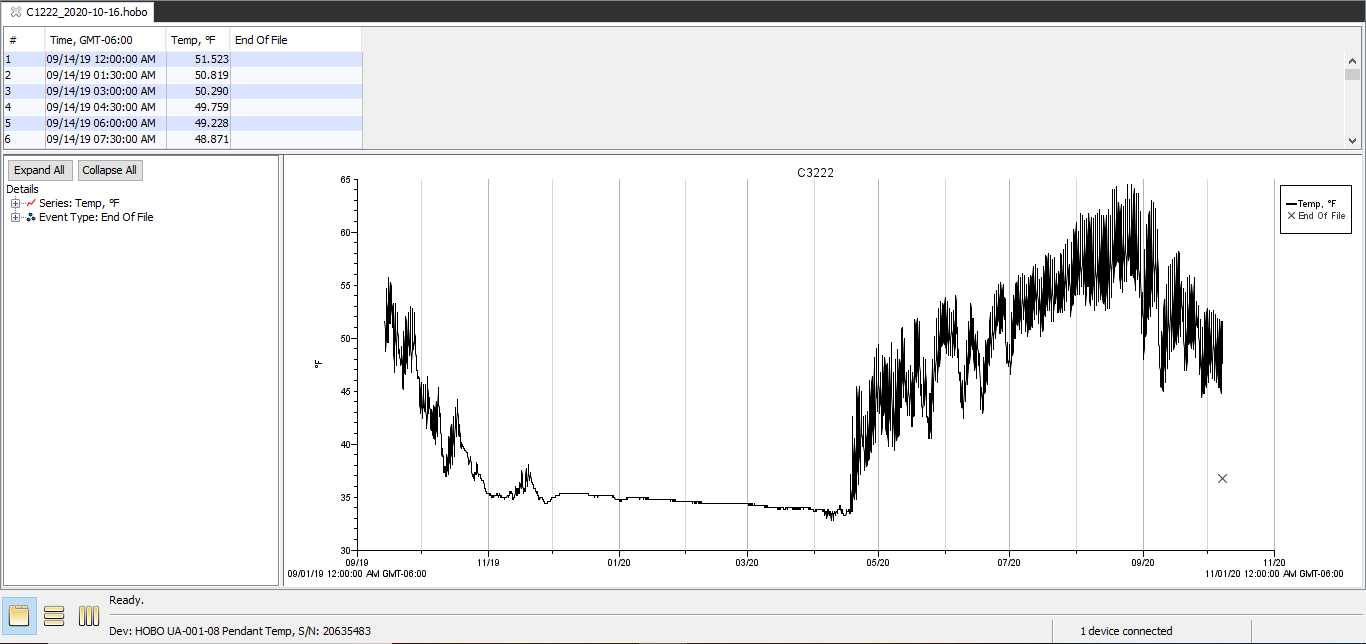 C1222_2020-10-16.hobo
# Time, GMT-06:00 Temp, °F End Of File
1 09/14/19 12:00:00 AM 51.523
2 09/14/19 01:30:00 AM 50.819
3 09/14/19 03:00:00 AM 50.290
4 09/14/19 04:30:00 AM 49.759
5 09/14/19 06:00:00 AM 49.228
6 09/14/19 07:30:00 AM 48.871
Expand All Collapse All
Details
Series: Temp, °F
Event Type: End Of File
C3222
65
60
55
50
45
40
35
30
°F
Temp, °F
End Of File
09/19 11/19 01/20 03/20 05/20 07/20 09/20 11/20
09/01/19 12:00:00 AM GMT-06:00 11/01/20 12:00:00 AM GMT-06:00
Ready.
Dev: HOBO UA-001-08 Pendant Temp, S/N: 20635483 1 device connected